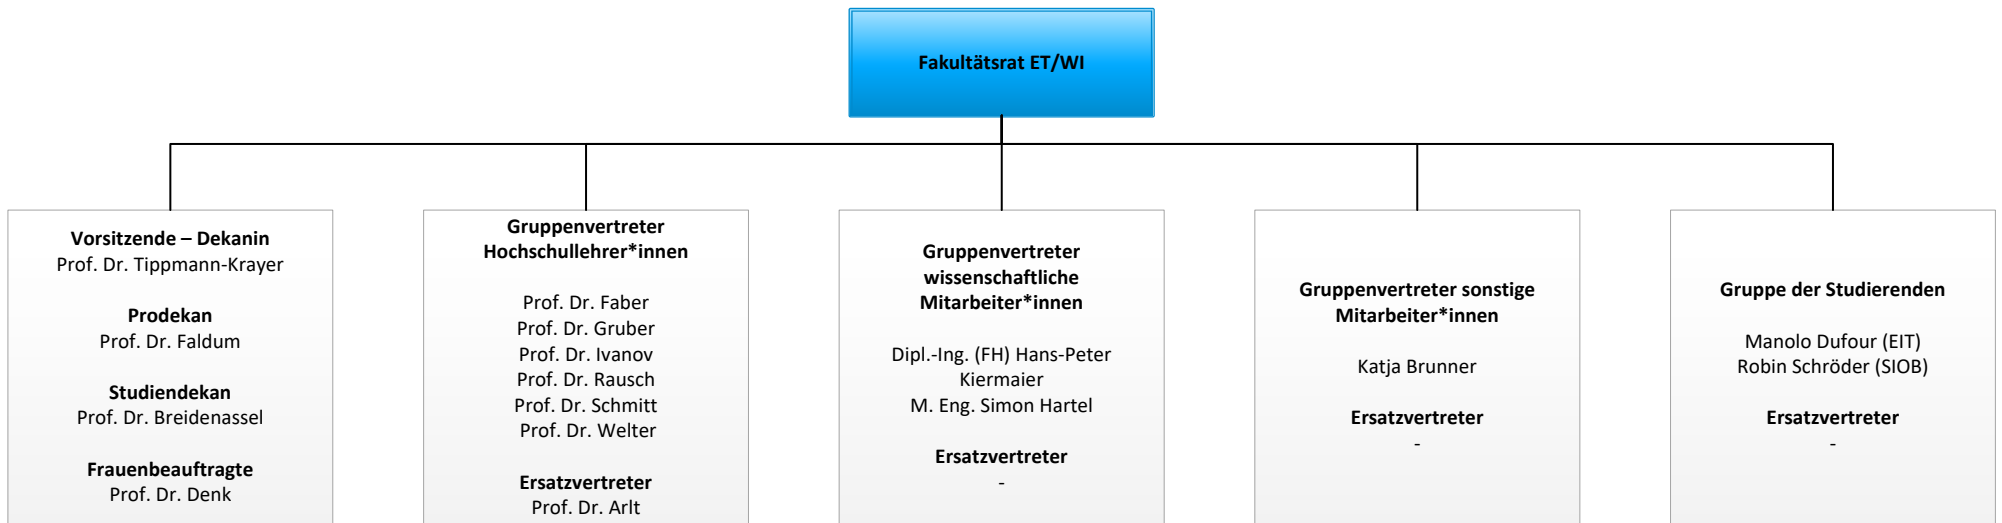 Fakultätsrat ET/WI
Vorsitzende – Dekanin
Prof. Dr. Tippmann-Krayer
Prodekan
Prof. Dr. Faldum
Studiendekan
Prof. Dr. Breidenassel
Frauenbeauftragte
Prof. Dr. Denk
Gruppenvertreter
Hochschullehrer*innen
Prof. Dr. Faber
Prof. Dr. Gruber
Prof. Dr. Ivanov
Prof. Dr. Rausch
Prof. Dr. Schmitt
Prof. Dr. Welter
Ersatzvertreter
Prof. Dr. Arlt
Gruppenvertreter
wissenschaftliche
Mitarbeiter*innen
Dipl.-Ing. (FH) Hans-Peter
Kiermaier
M. Eng. Simon Hartel
Ersatzvertreter
-
Gruppenvertreter sonstige
Mitarbeiter*innen
Katja Brunner
Ersatzvertreter
-
Gruppe der Studierenden
Manolo Dufour (EIT)
Robin Schröder (SIOB)
Ersatzvertreter
-